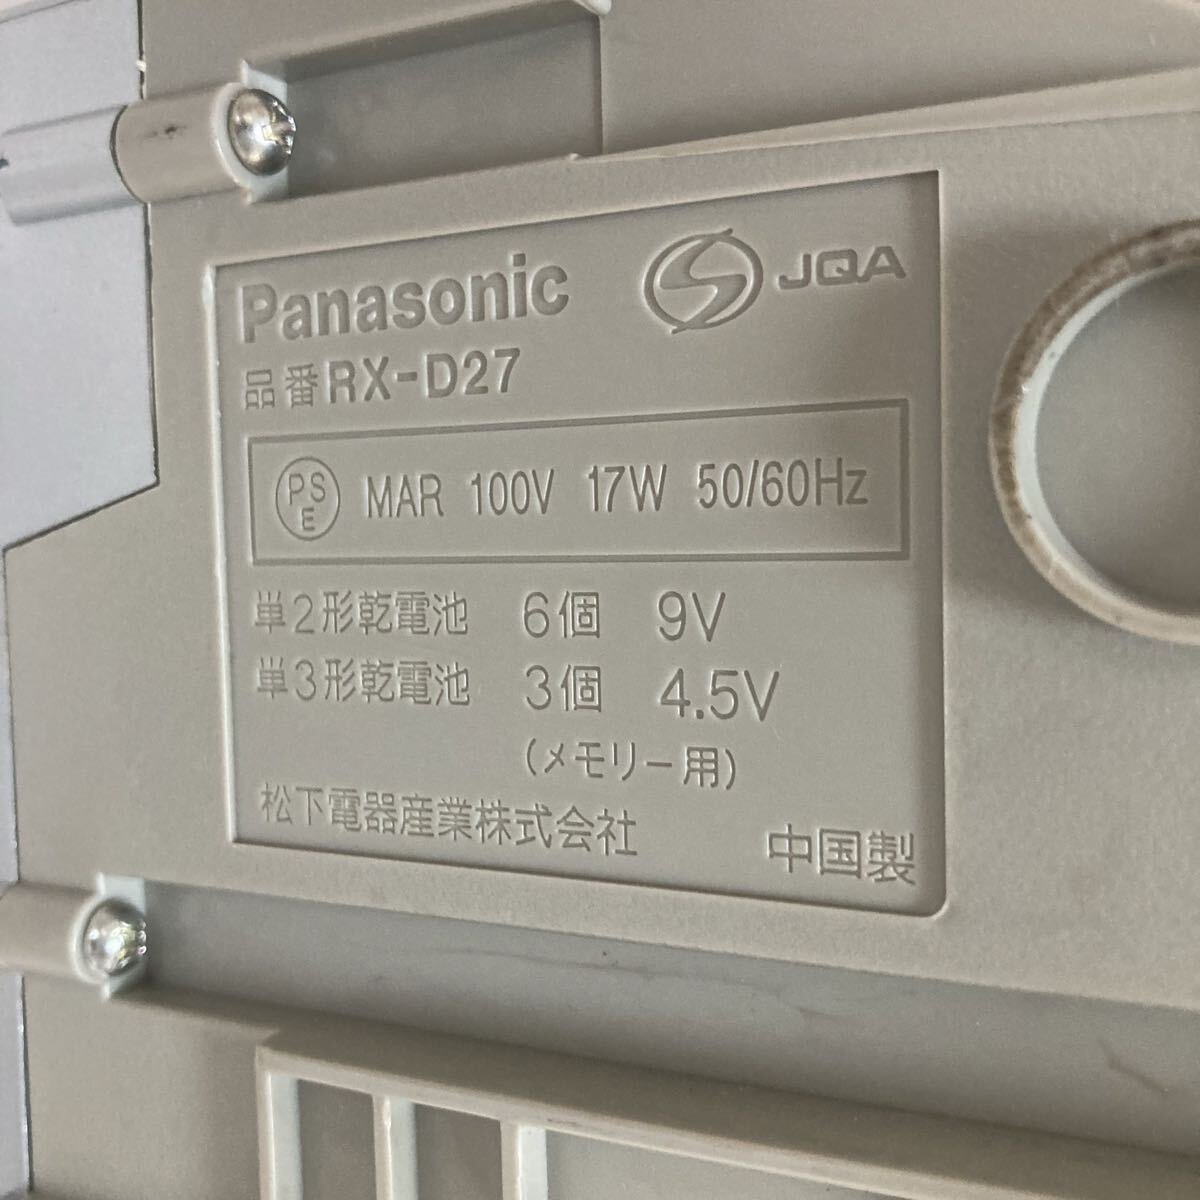 Panasonic
JQA
品番RX-D27
PSE MAR 100V 17W 50/60Hz
単2形乾電池 6個 9V
単3形乾電池 3個 4.5V
(メモリー用)
松下電器産業株式会社 中国製